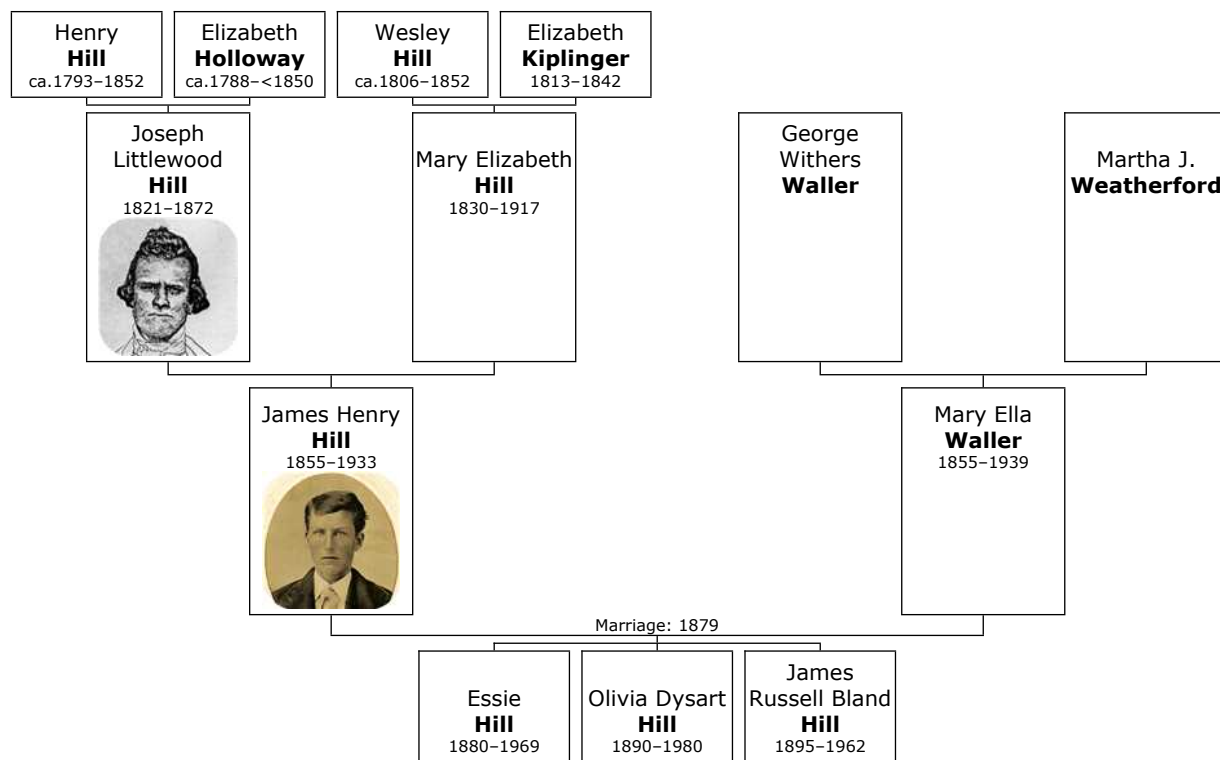 Henry
Hill
ca.1793–1852
Elizabeth
Holloway
ca.1788–<1850
Wesley
Hill
ca.1806–1852
Elizabeth
Kiplinger
1813–1842
Joseph
Littlewood
Hill
1821–1872
Mary Elizabeth
Hill
1830–1917
George
Withers
Waller
Martha J.
Weatherford
James Henry
Hill
1855–1933
Mary Ella
Waller
1855–1939
Marriage: 1879
Essie
Hill
1880–1969
Olivia Dysart
Hill
1890–1980
James
Russell Bland
Hill
1895–1962